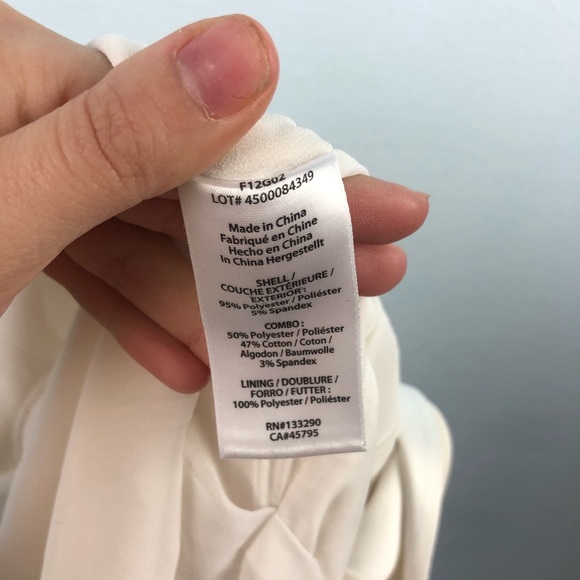 F12G02
LOT# 4500084349
Made in China
Fabriqué en Chine
Hecho en China
In China Hergestellt
SHELL /
COUCHE EXTÉRIEURE /
EXTERIOR :
95% Polyester / Poliéster
5% Spandex
COMBO :
50% Polyester / Poliéster
47% Cotton / Coton /
Algodon / Baumwolle
3% Spandex
LINING / DOUBLURE /
FORRO / FUTTER :
100% Polyester / Poliéster
RN#133290
CA#45795